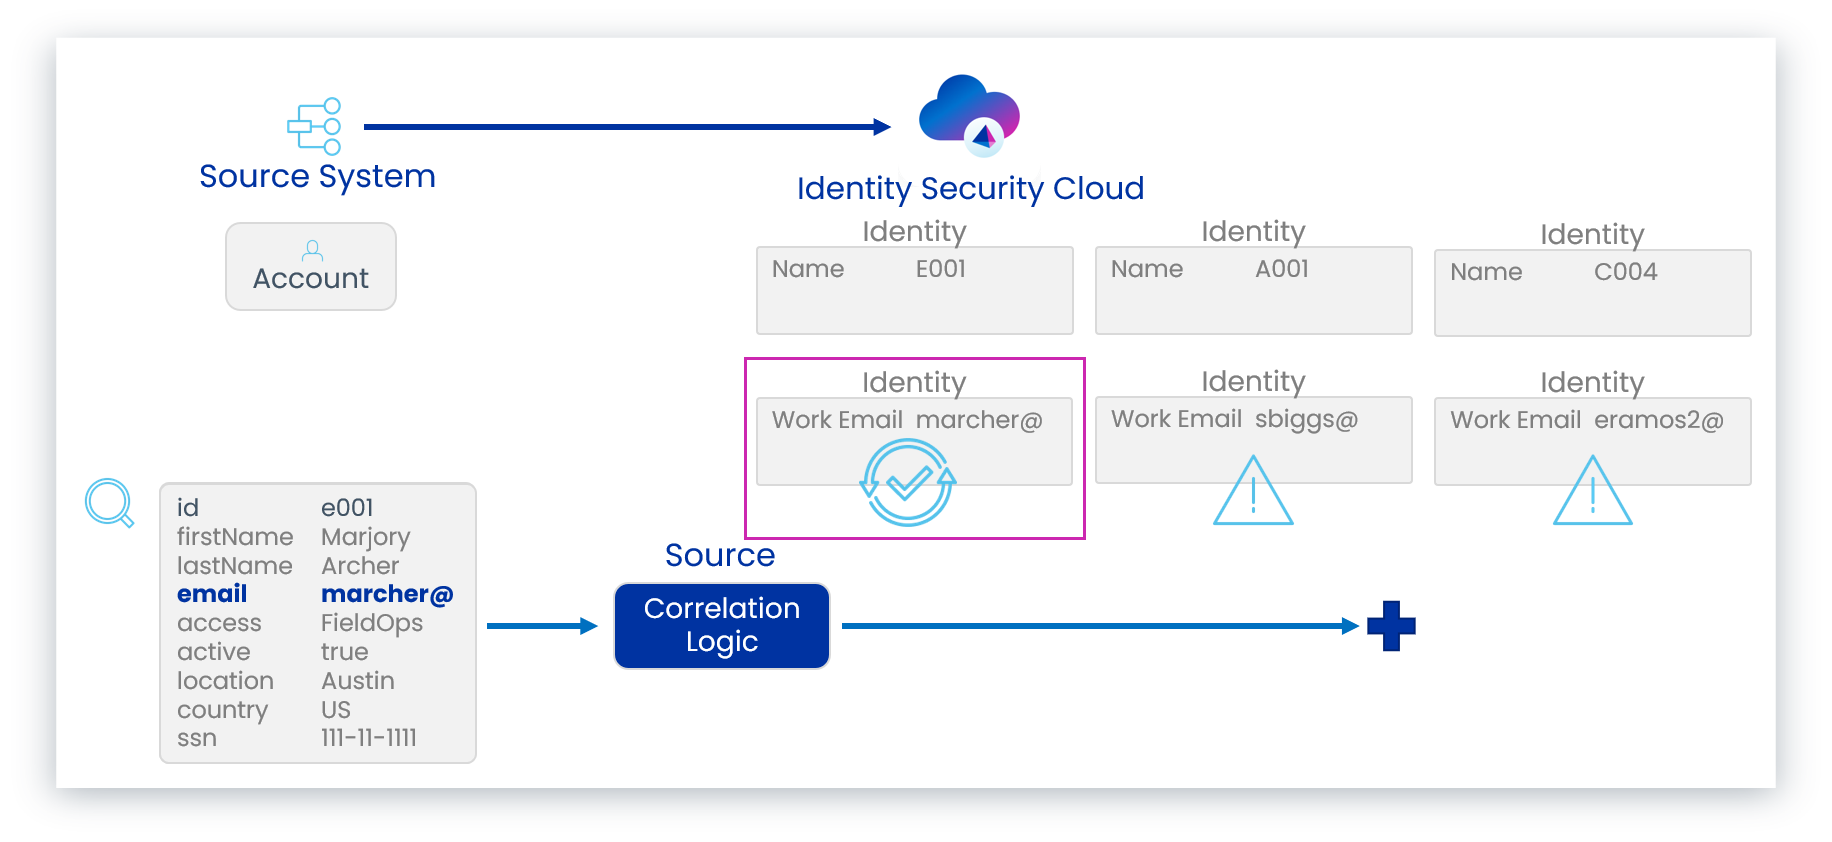 Source System
Account
Identity Security Cloud
Identity
Name E001
Identity
Name A001
Identity
Name C004
Identity
Work Email marcher@
Identity
Work Email sbiggs@
Identity
Work Email eramos2@
id e001
firstName Marjory
lastName Archer
email marcher@
access FieldOps
active true
location Austin
country US
ssn 111-11-1111
Source
Correlation
Logic